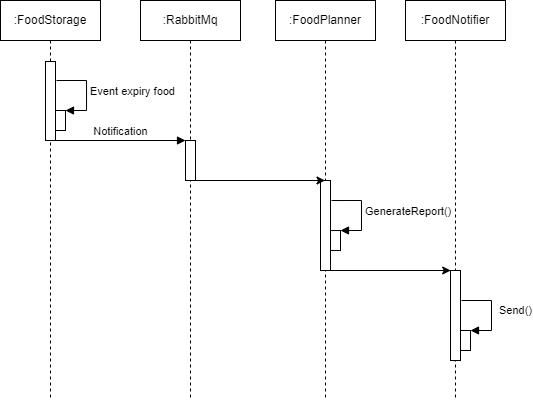 :FoodStorage
:RabbitMq
:FoodPlanner
:FoodNotifier
Event expiry food
Notification
GenerateReport()
Send()